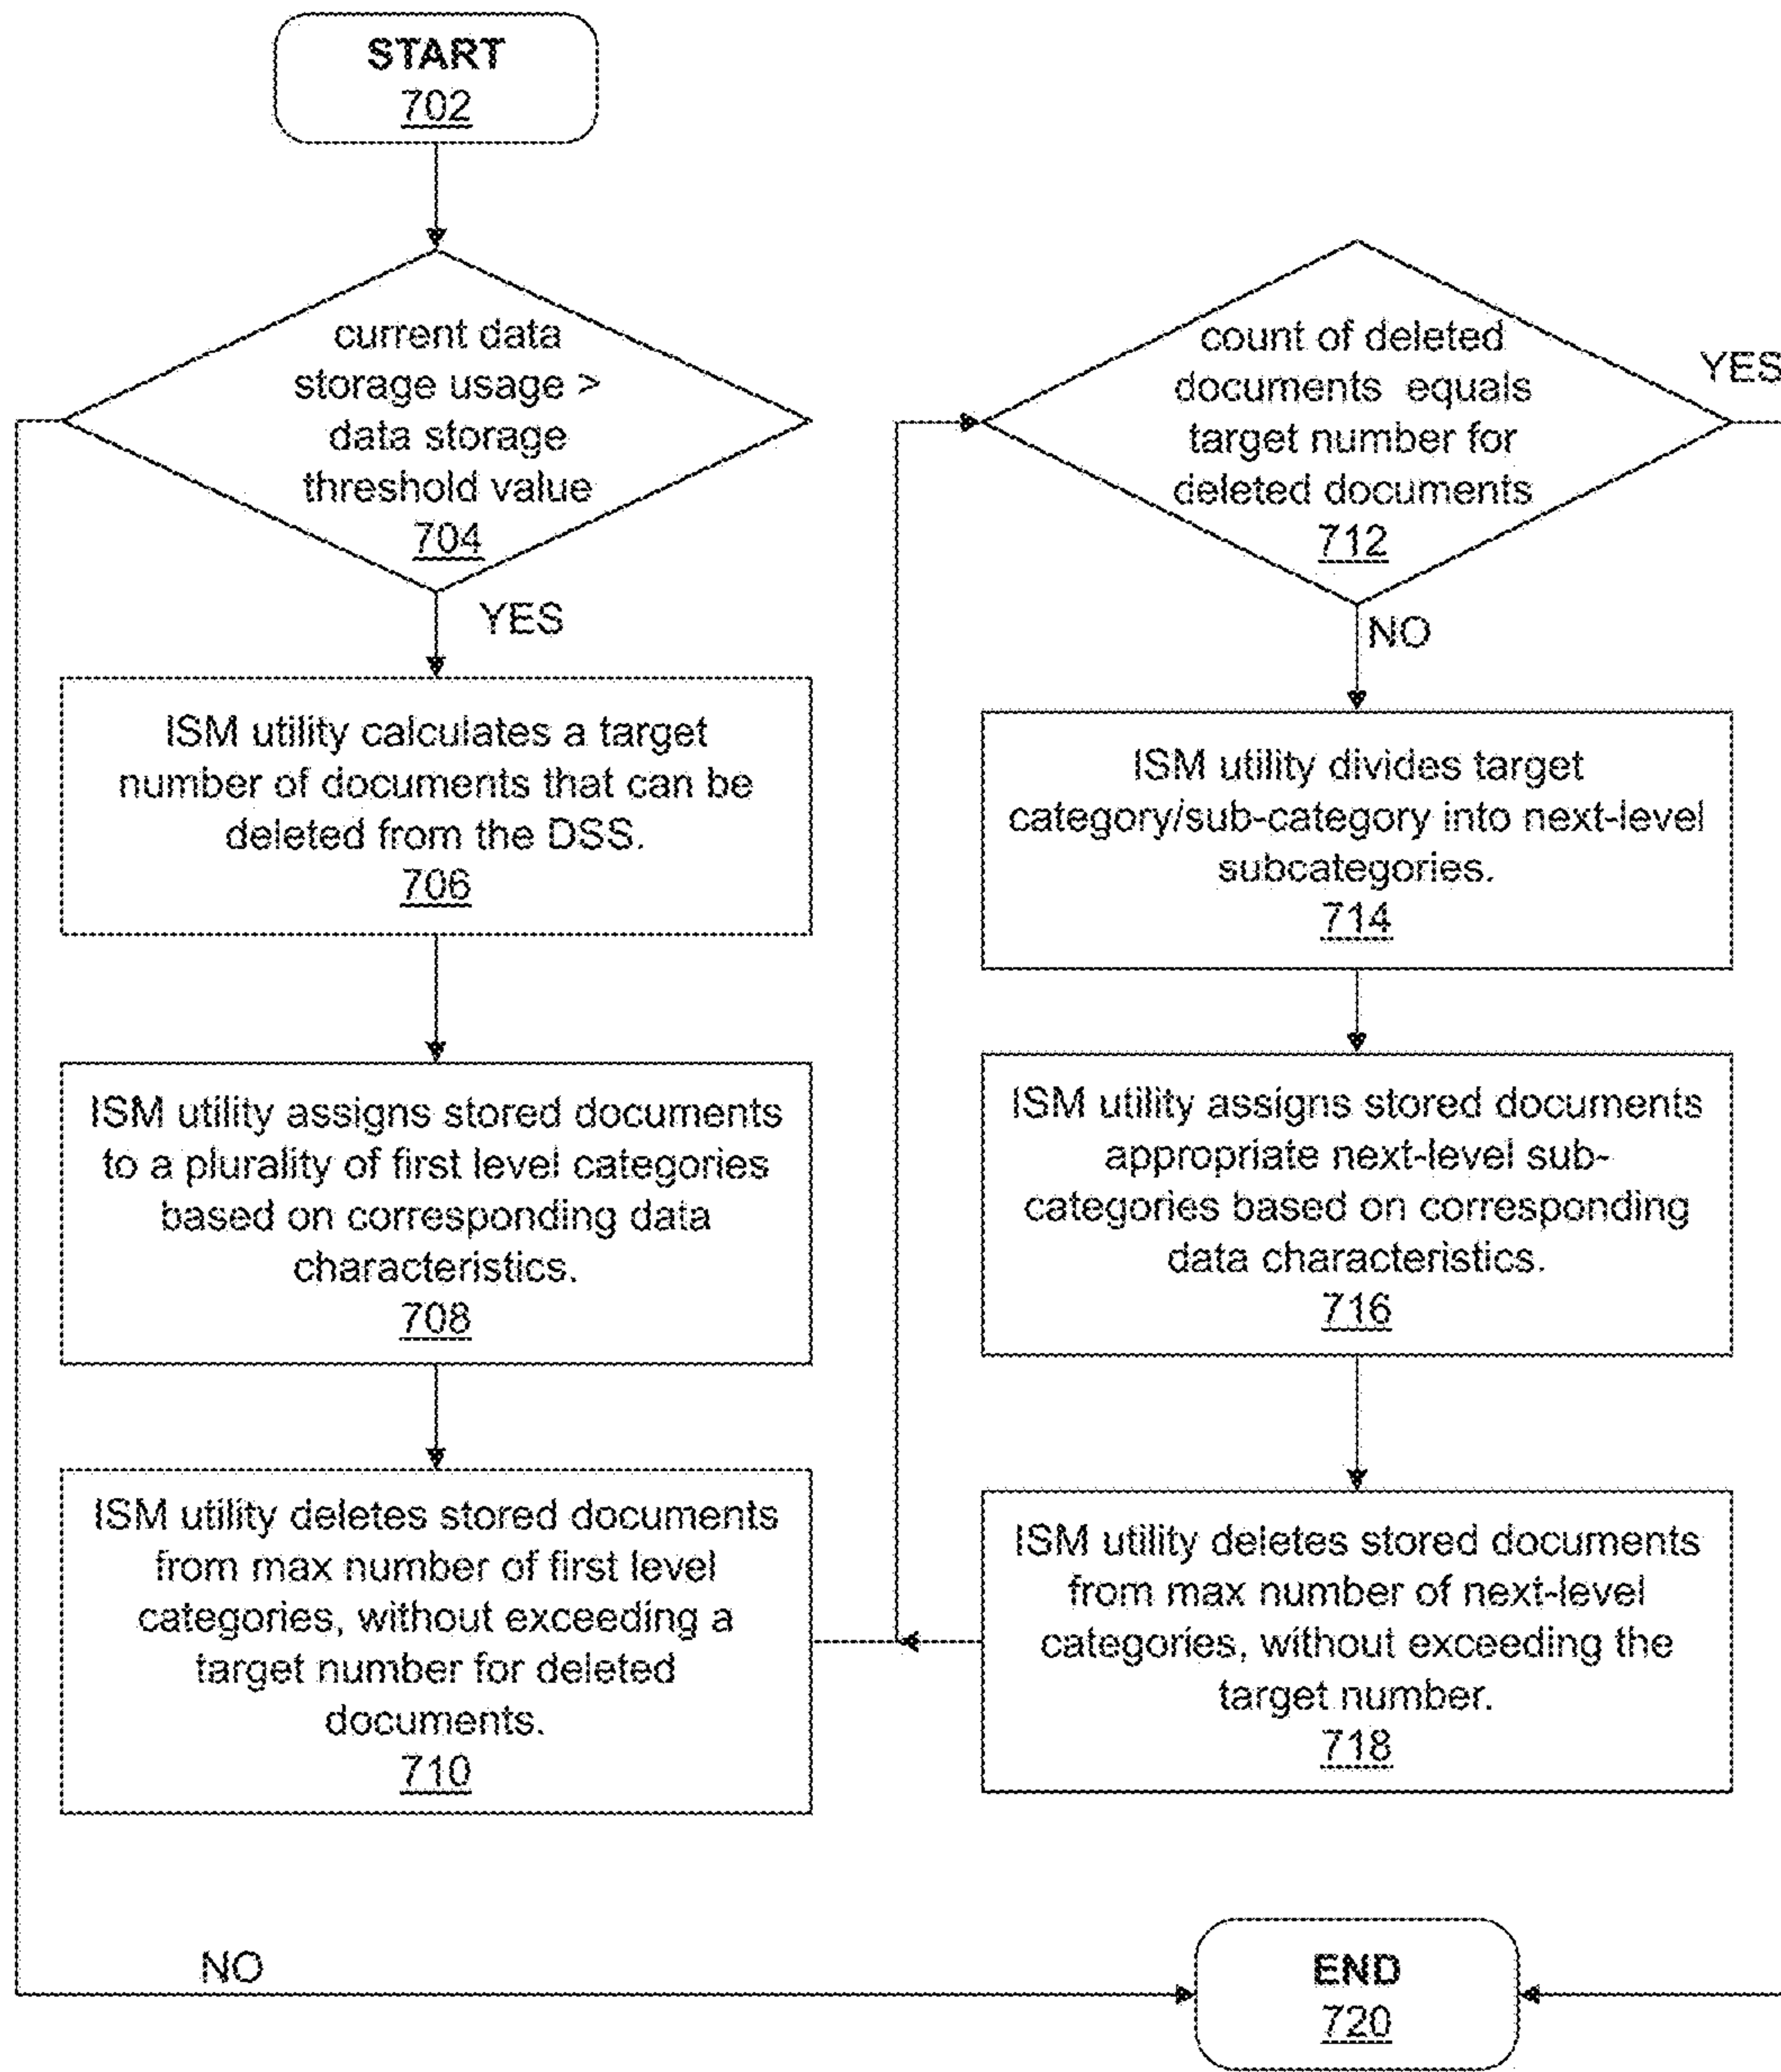 START
702
current data
storage usage >
data storage
threshold value
704
YES
ISM utility calculates a target
number of documents that can be
deleted from the DSS.
706
ISM utility assigns stored documents
to a plurality of first level categories
based on corresponding data
characteristics.
708
ISM utility deletes stored documents
from max number of first level
categories, without exceeding a
target number for deleted
documents.
710
count of deleted
documents equals
target number for
deleted documents
712
YES
NO
ISM utility divides target
category/sub-category into next-level
subcategories.
714
ISM utility assigns stored documents
appropriate next-level sub-
categories based on corresponding
data characteristics.
716
ISM utility deletes stored documents
from max number of next-level
categories, without exceeding the
target number.
718
NO
END
720